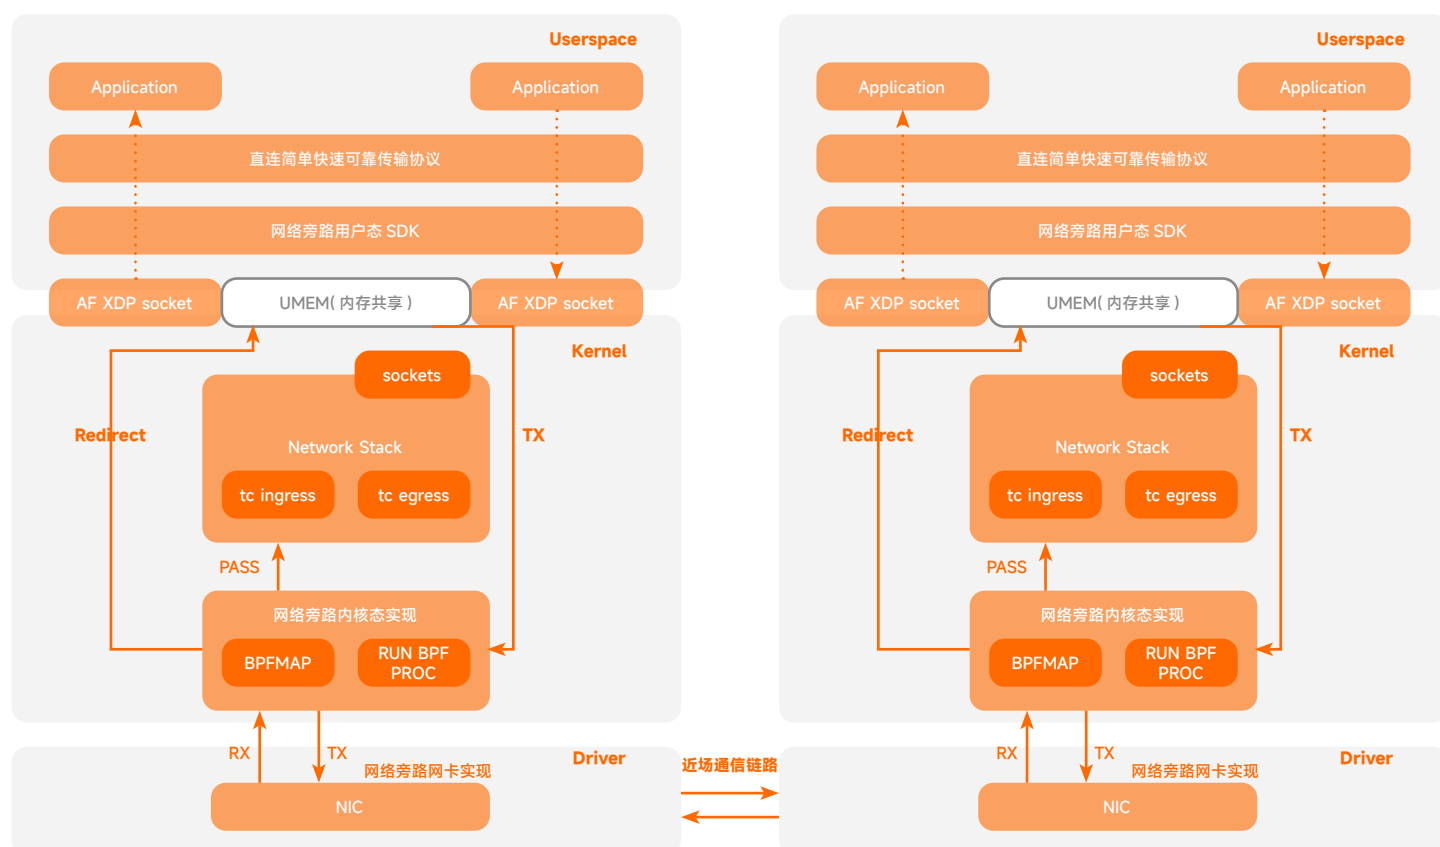 Userspace
Application
Application
直连简单快速可靠传输协议
网络旁路用户态 SDK
AF XDP socket
UMEM( 内存共享 )
AF XDP socket
Kernel
sockets
Redirect
TX
Network Stack
tc ingress
tc egress
PASS
网络旁路内核态实现
BPFMAP
RUN BPF
PROC
RX
TX
Driver
网络旁路网卡实现
NIC
近场通信链路
Userspace
Application
Application
直连简单快速可靠传输协议
网络旁路用户态 SDK
AF XDP socket
UMEM( 内存共享 )
AF XDP socket
Kernel
sockets
Redirect
TX
Network Stack
tc ingress
tc egress
PASS
网络旁路内核态实现
BPFMAP
RUN BPF
PROC
RX
TX
Driver
网络旁路网卡实现
NIC